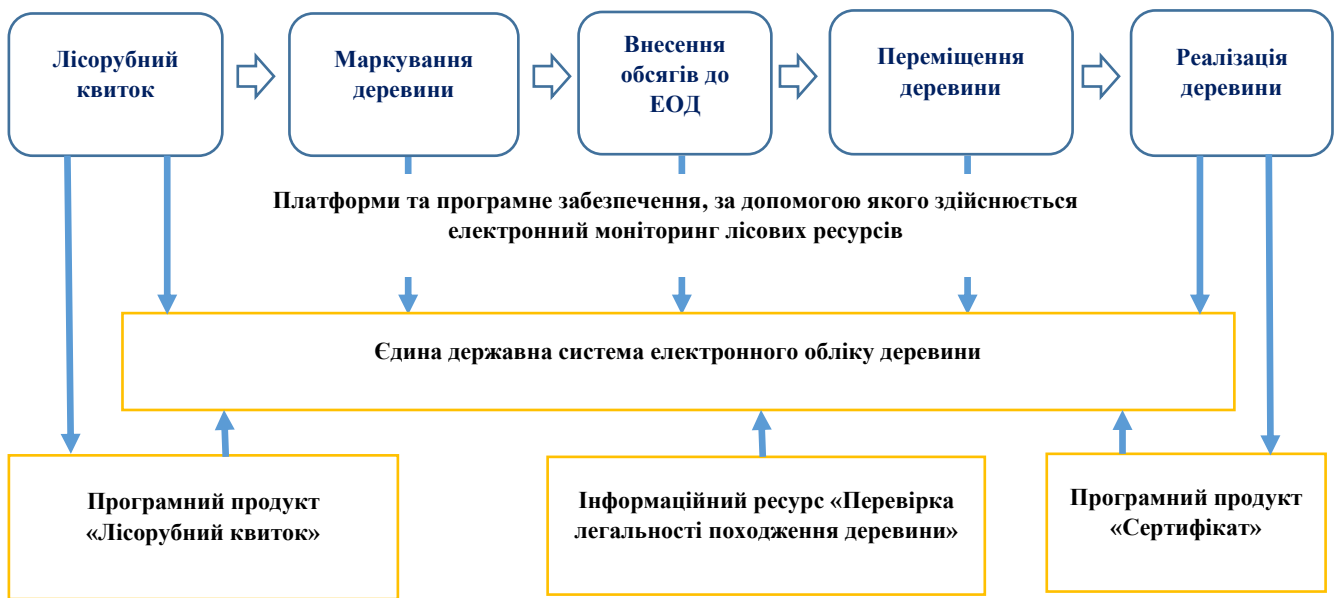 Лісорубний
квиток
Маркування
деревини
Внесення
обсягів до
ЕОД
Переміщення
деревини
Реалізація
деревини
Платформи та програмне забезпечення, за допомогою якого здійснюється
електронний моніторинг лісових ресурсів
Єдина державна система електронного обліку деревини
Програмний продукт
«Лісорубний квиток»
Інформаційний ресурс «Перевірка
легальності походження деревини»
Програмний продукт
«Сертифікат»